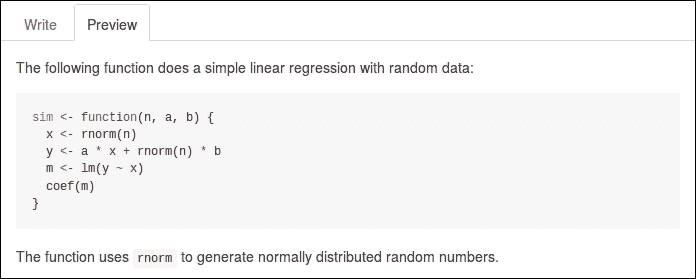 Write Preview
The following function does a simple linear regression with random data:
sim <- function(n, a, b) {
  x <- rnorm(n)
  y <- a * x + rnorm(n) * b
  m <- lm(y ~ x)
  coef(m)
}
The function uses rnorm to generate normally distributed random numbers.